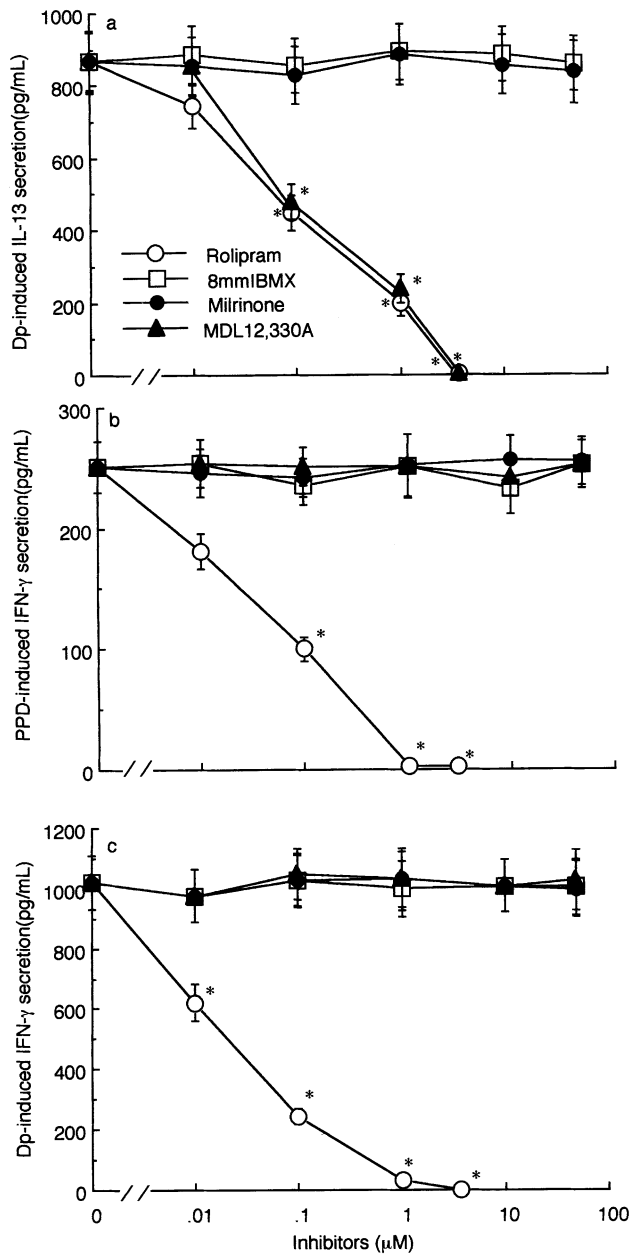 a
Dp-induced IL-13 secretion(pg/mL)
1000
800
600
400
200
0
Rolipram
8mmIBMX
Milrinone
MDL12,330A
* *
* *
* *
b
PPD-induced IFN-γ secretion(pg/mL)
300
200
100
0
*
* *
c
Dp-induced IFN-γ secretion(pg/mL)
1200
1000
800
600
400
200
0
*
*
* *
0 .01 .1 1 10 100
Inhibitors (μM)